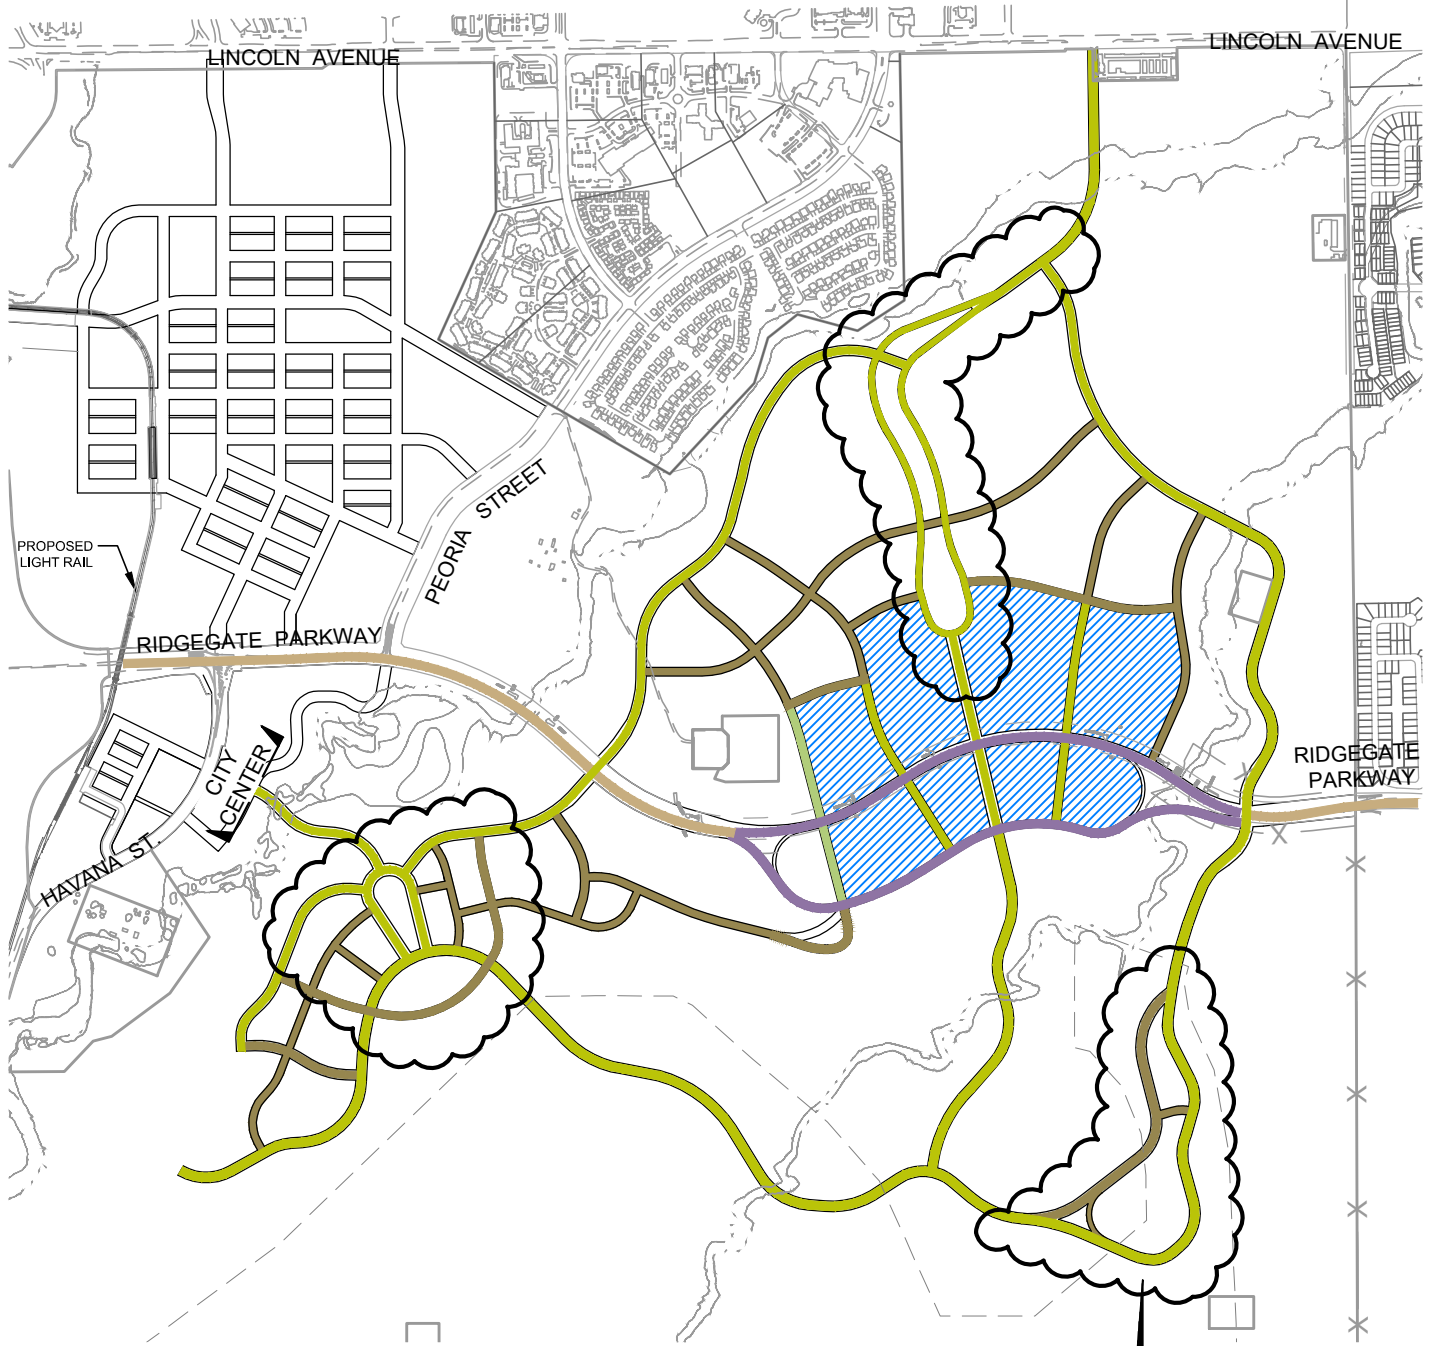 LINCOLN AVENUE
LINCOLN AVENUE
PEORIA STREET
PROPOSED
LIGHT RAIL
RIDGEGATE PARKWAY
CITY
CENTER
RIDGEGATE
PARKWAY
HAVANA ST.